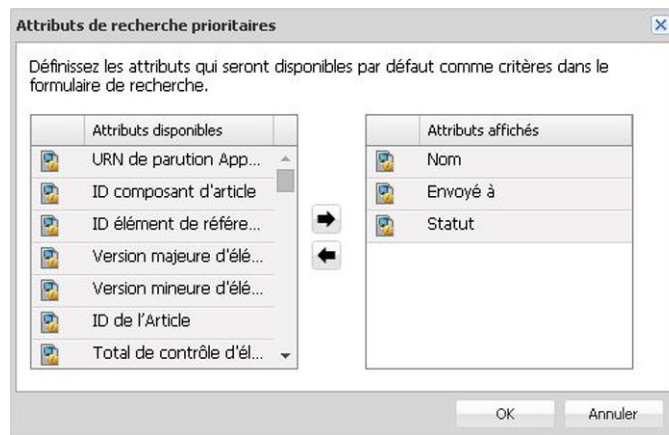 Attributs de recherche prioritaires
Définissez les attributs qui seront disponibles par défaut comme critères dans le
formulaire de recherche.
Attributs disponibles
URN de parution App...
ID composant d'article
ID élément de référe...
Version majeure d'élé...
Version mineure d'élé...
ID de l'Article
Total de contrôle d'él...
Attributs affichés
Nom
Envoyé à
Statut
OK
Annuler